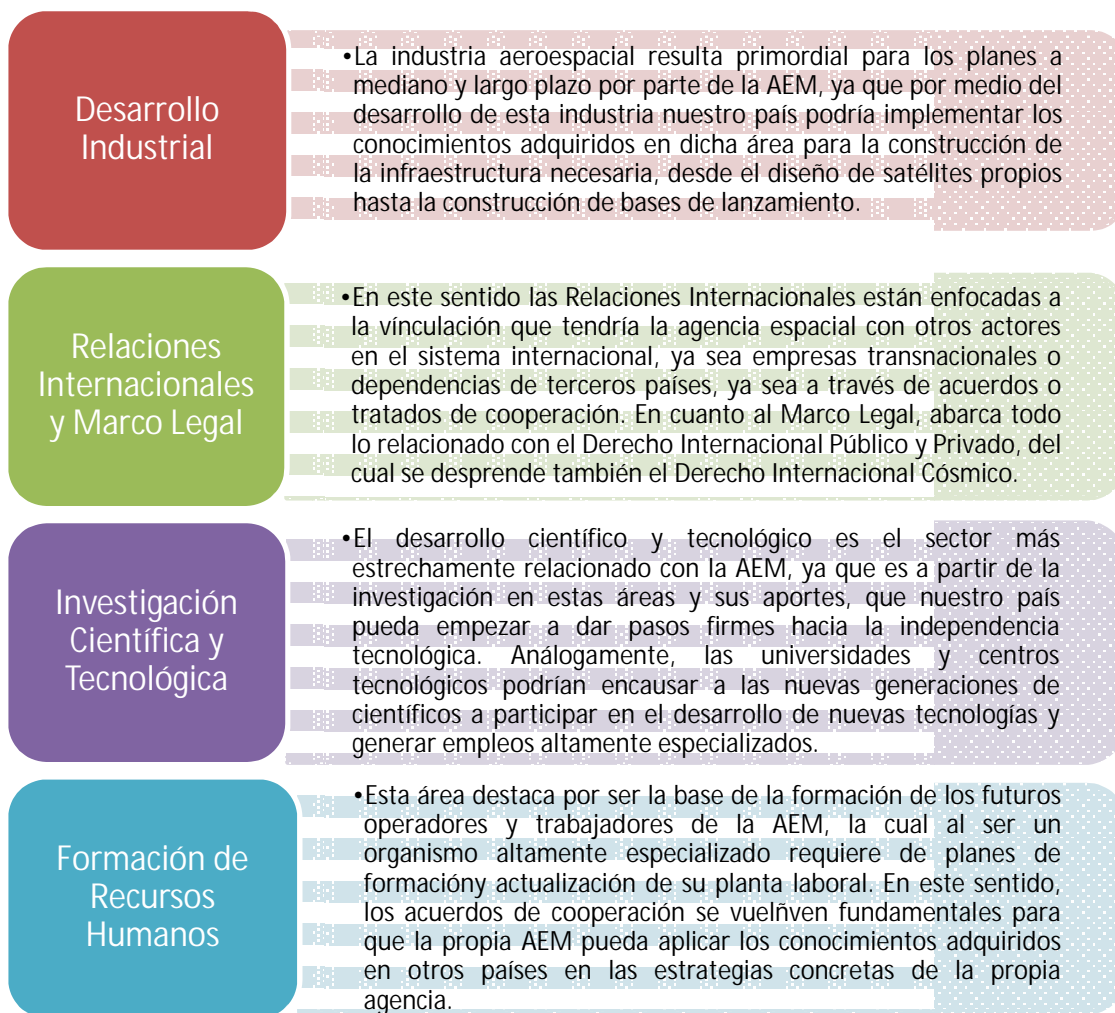 Desarrollo
Industrial
•La industria aeroespacial resulta primordial para los planes a
mediano y largo plazo por parte de la AEM, ya que por medio del
desarrollo de esta industria nuestro país podría implementar los
conocimientos adquiridos en dicha área para la construcción de
la infraestructura necesaria, desde el diseño de satélites propios
hasta la construcción de bases de lanzamiento.
Relaciones
Internacionales
y Marco Legal
•En este sentido las Relaciones Internacionales están enfocadas a
la vínculación que tendría la agencia espacial con otros actores
en el sistema internacional, ya sea empresas transnacionales o
dependencias de terceros países, ya sea a través de acuerdos o
tratados de cooperación. En cuanto al Marco Legal, abarca todo
lo relacionado con el Derecho Internacional Público y Privado, del
cual se desprende también el Derecho Internacional Cósmico.
Investigación
Científica y
Tecnológica
•El desarrollo científico y tecnológico es el sector más
estrechamente relacionado con la AEM, ya que es a partir de la
investigación en estas áreas y sus aportes, que nuestro país
pueda empezar a dar pasos firmes hacia la independencia
tecnológica. Análogamente, las universidades y centros
tecnológicos podrían encausar a las nuevas generaciones de
científicos a participar en el desarrollo de nuevas tecnologías y
generar empleos altamente especializados.
Formación de
Recursos
Humanos
•Esta área destaca por ser la base de la formación de los futuros
operadores y trabajadores de la AEM, la cual al ser un
organismo altamente especializado requiere de planes de
formacióny actualización de su planta laboral. En este sentido,
los acuerdos de cooperación se vuelñven fundamentales para
que la propia AEM pueda aplicar los conocimientos adquiridos
en otros países en las estrategias concretas de la propia
agencia.